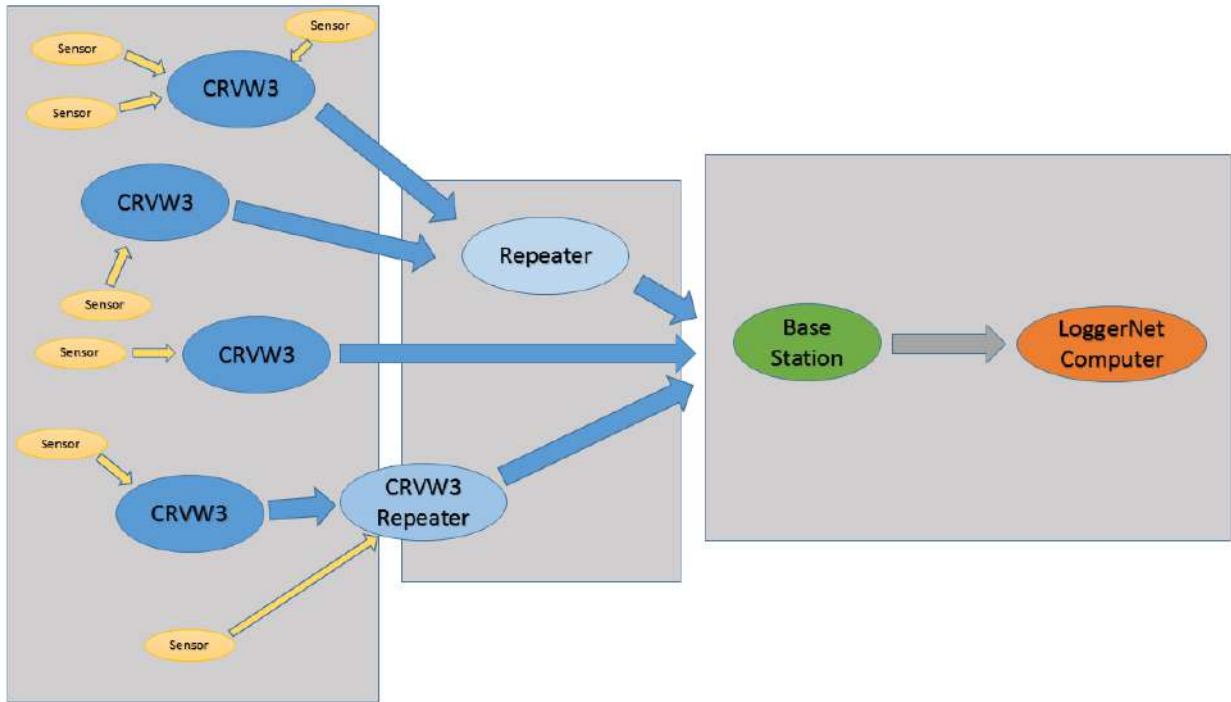 Sensor
Sensor
CRVW3
Sensor
CRVW3
Sensor
Sensor
CRVW3
Sensor
CRVW3
Sensor
Repeater
CRVW3
Repeater
Base
Station
LoggerNet
Computer